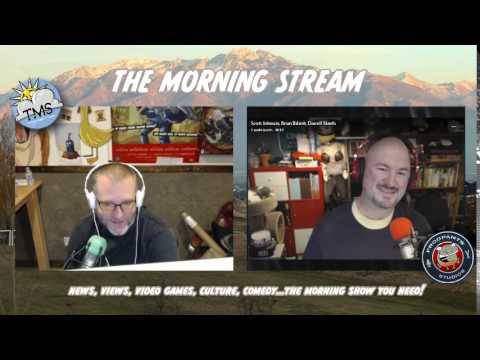 THE MORNING STREAM
TMS
Scott Johnson, Brian Ibbott, Darrell Skeels
FROGPANTS
STUDIOS
NEWS, VIEWS, VIDEO GAMES, CULTURE, COMEDY...THE MORNING SHOW YOU NEED!